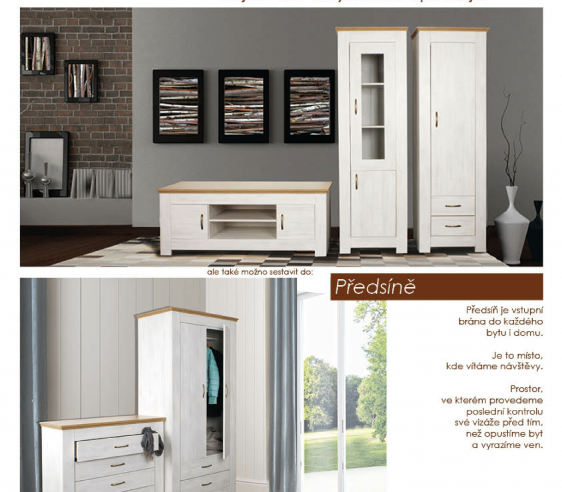 ale také možno sestavit do:
Předsíně
Předsíň je vstupní
brána do každého
bytu i domu.
Je to místo,
kde vítáme návštěvy.
Prostor,
ve kterém provedeme
poslední kontrolu
své vizáže před tím,
než opustíme byt
a vyrazíme ven.